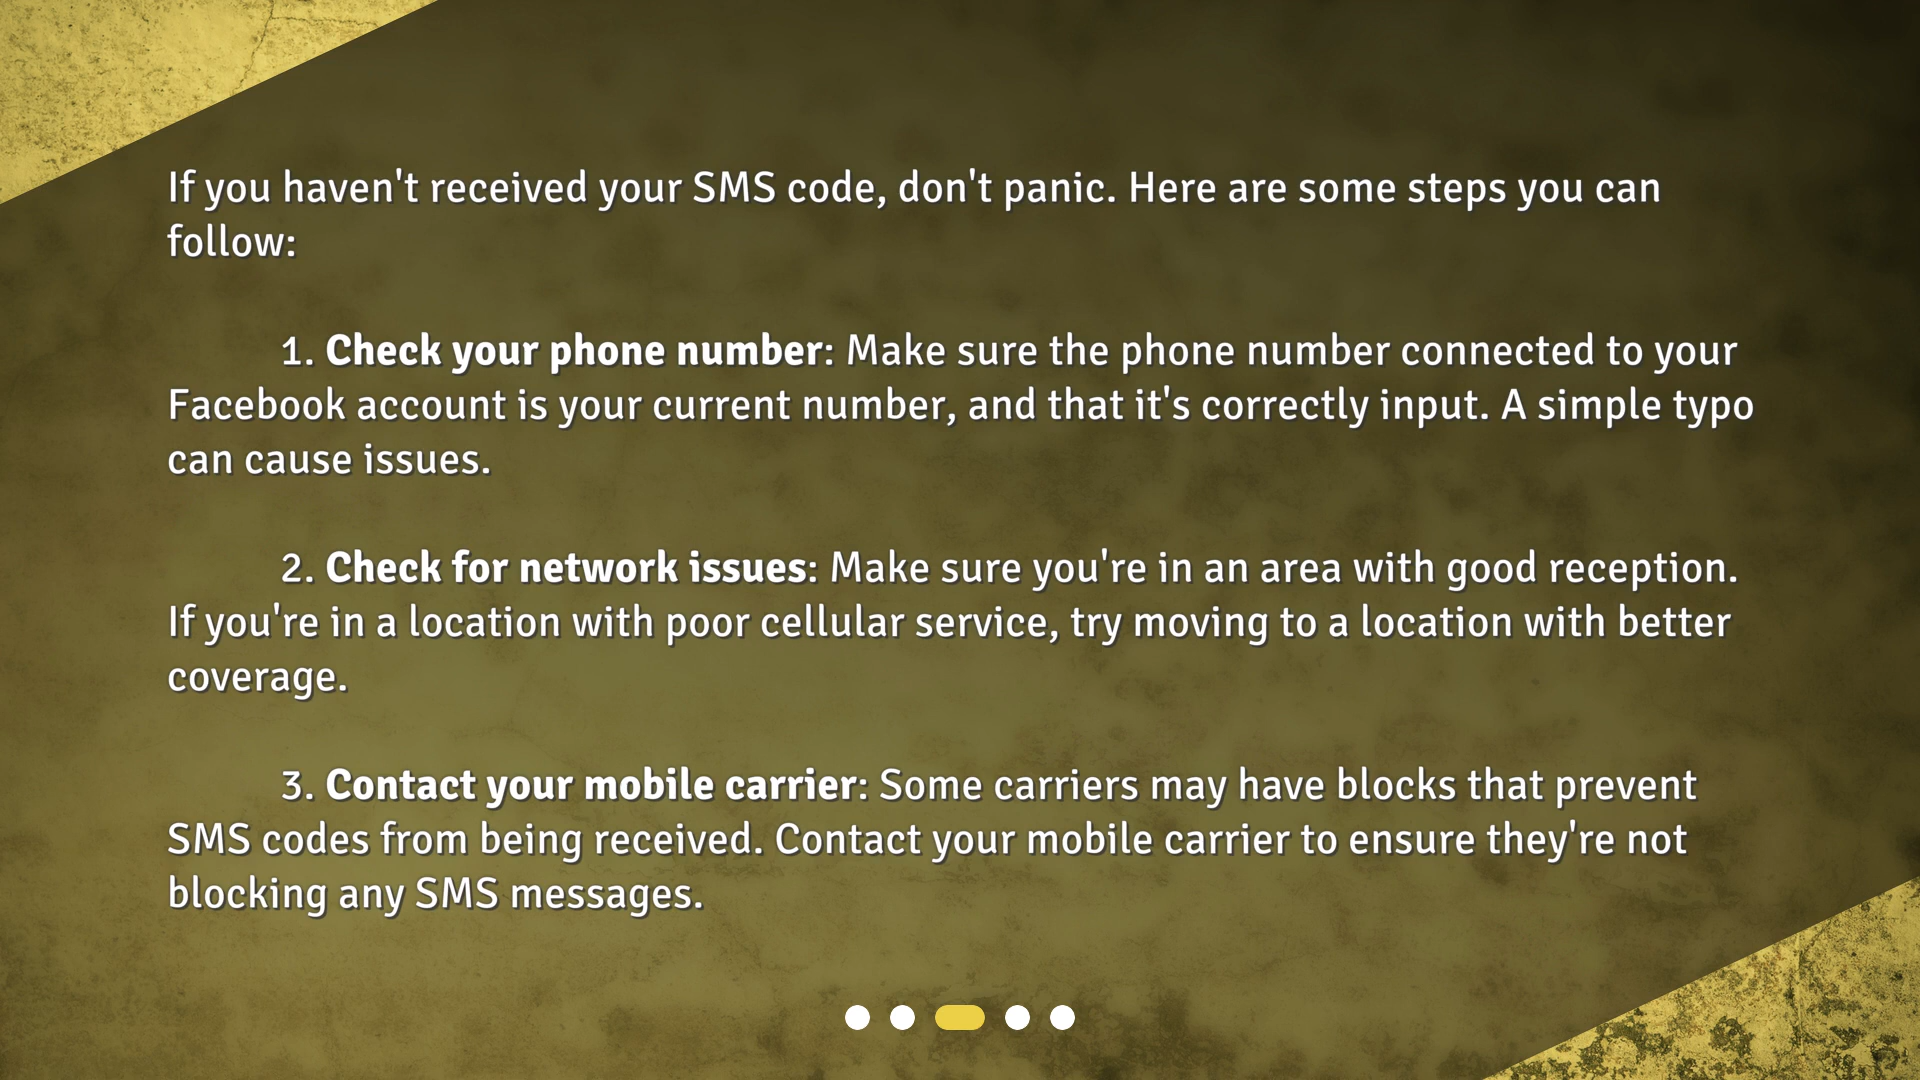 If you haven't received your SMS code, don't panic. Here are some steps you can
follow:
1. Check your phone number: Make sure the phone number connected to your
Facebook account is your current number, and that it's correctly input. A simple typo
can cause issues.
2. Check for network issues: Make sure you're in an area with good reception.
If you're in a location with poor cellular service, try moving to a location with better
coverage.
3. Contact your mobile carrier: Some carriers may have blocks that prevent
SMS codes from being received. Contact your mobile carrier to ensure they're not
blocking any SMS messages.